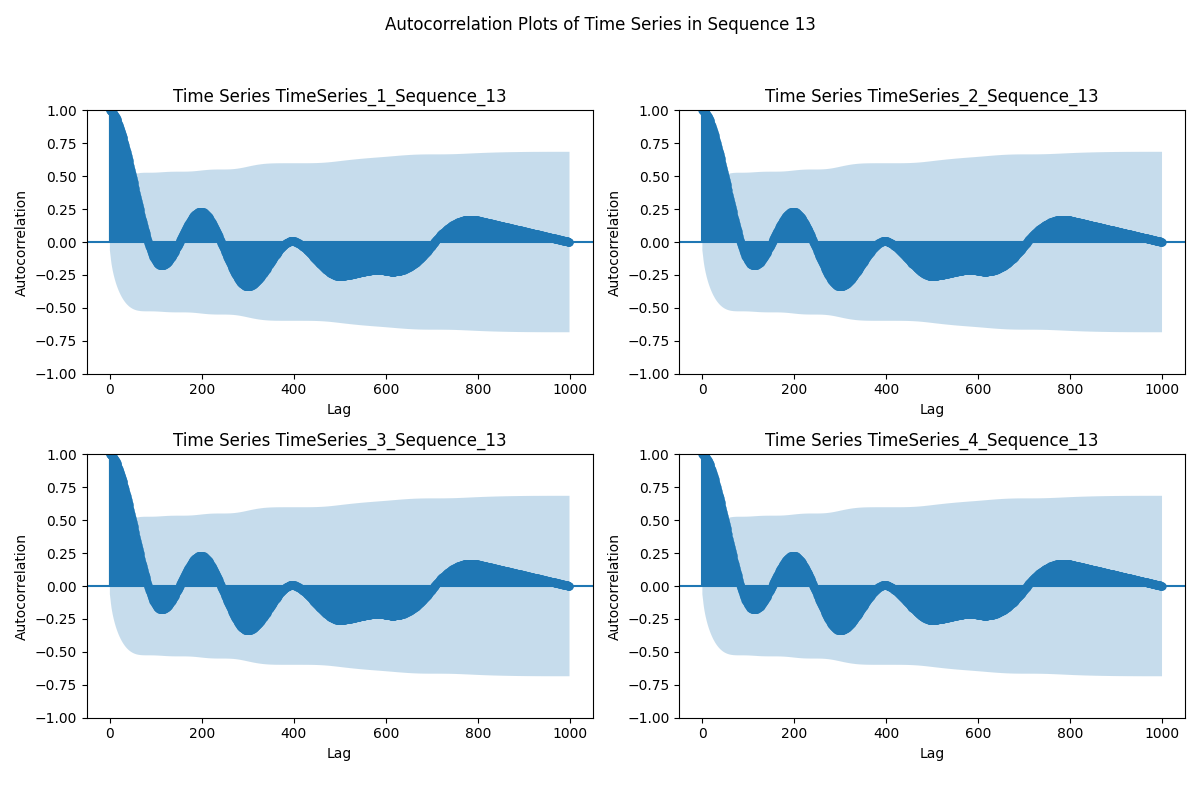 Autocorrelation Plots of Time Series in Sequence 13
Time Series TimeSeries_1_Sequence_13
1.00
0.75
0.50
0.25
0.00
−0.25
−0.50
−0.75
−1.00
Autocorrelation
0 200 400 600 800 1000
Lag
Time Series TimeSeries_2_Sequence_13
1.00
0.75
0.50
0.25
0.00
−0.25
−0.50
−0.75
−1.00
Autocorrelation
0 200 400 600 800 1000
Lag
Time Series TimeSeries_3_Sequence_13
1.00
0.75
0.50
0.25
0.00
−0.25
−0.50
−0.75
−1.00
Autocorrelation
0 200 400 600 800 1000
Lag
Time Series TimeSeries_4_Sequence_13
1.00
0.75
0.50
0.25
0.00
−0.25
−0.50
−0.75
−1.00
Autocorrelation
0 200 400 600 800 1000
Lag